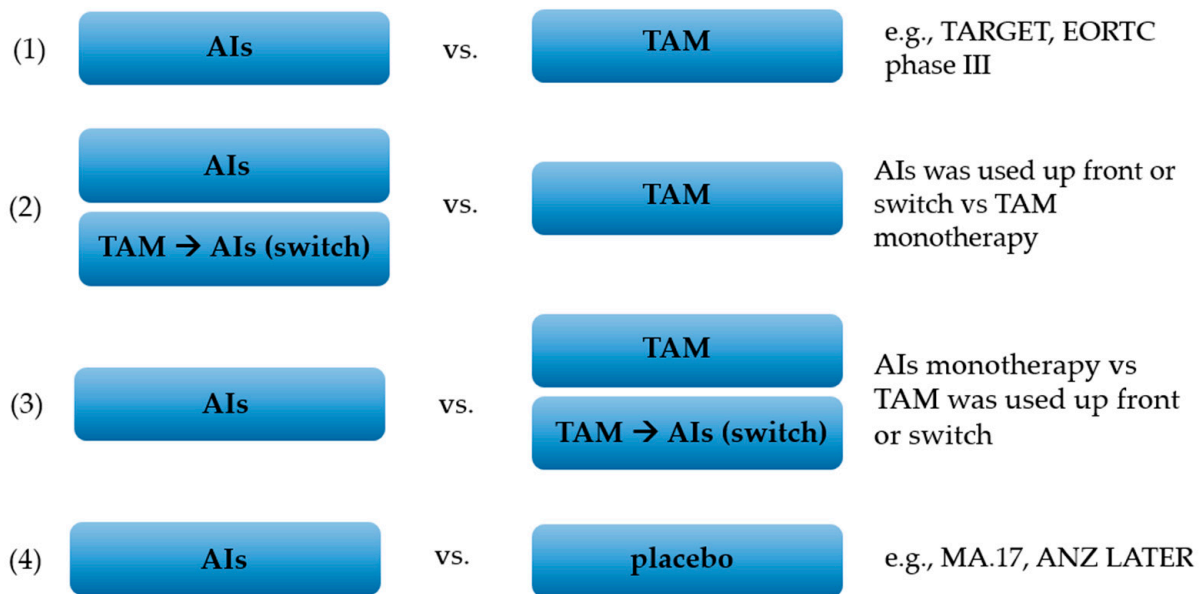 (1)
AIs
vs.
TAM
e.g., TARGET, EORTC
phase III
(2)
AIs
TAM → AIs (switch)
vs.
TAM
AIs was used up front or
switch vs TAM
monotherapy
(3)
AIs
vs.
TAM
TAM → AIs (switch)
AIs monotherapy vs
TAM was used up front
or switch
(4)
AIs
vs.
placebo
e.g., MA.17, ANZ LATER